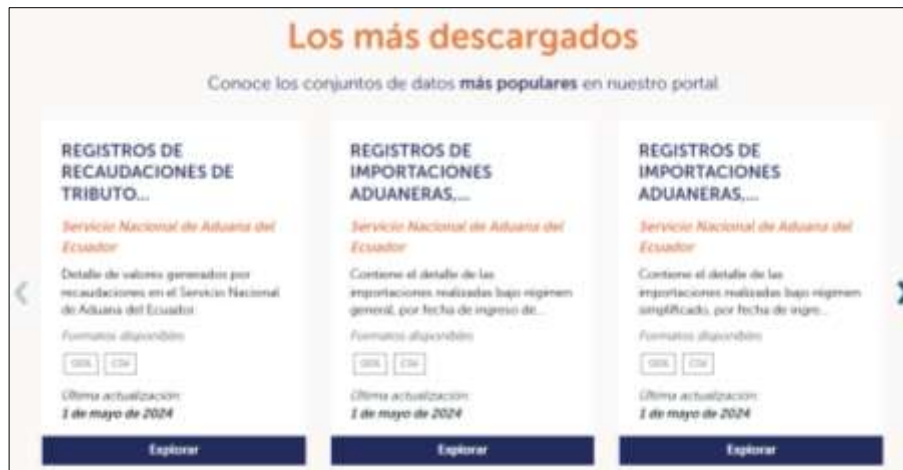 Los más descargados
Conoce los conjuntos de datos más populares en nuestro portal
REGISTROS DE
RECAUDACIONES DE
TRIBUTO...
Servicio Nacional de Aduana del
Ecuador
Detalle de valores generados por
recaudaciones en el Servicio Nacional
de Aduana del Ecuador
Formatos disponibles
CSV
Última actualización:
1 de mayo de 2024
Explorar
REGISTROS DE
IMPORTACIONES
ADUANERAS,...
Servicio Nacional de Aduana del
Ecuador
Contiene el detalle de las
importaciones realizadas bajo régimen
general, por fecha de ingreso de...
Formatos disponibles
CSV
Última actualización:
1 de mayo de 2024
Explorar
REGISTROS DE
IMPORTACIONES
ADUANERAS,...
Servicio Nacional de Aduana del
Ecuador
Contiene el detalle de las
importaciones realizadas bajo régimen
simplificado, por fecha de ingre...
Formatos disponibles
CSV
Última actualización:
1 de mayo de 2024
Explorar